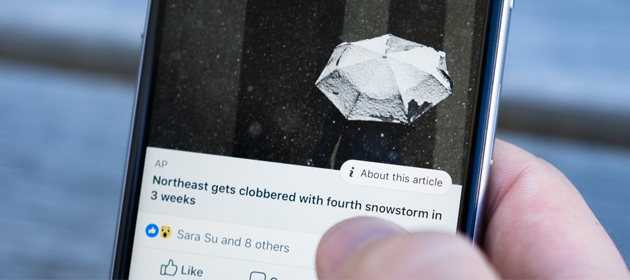 AP
i About this article
Northeast gets clobbered with fourth snowstorm in
3 weeks
Sara Su and 8 others
Like